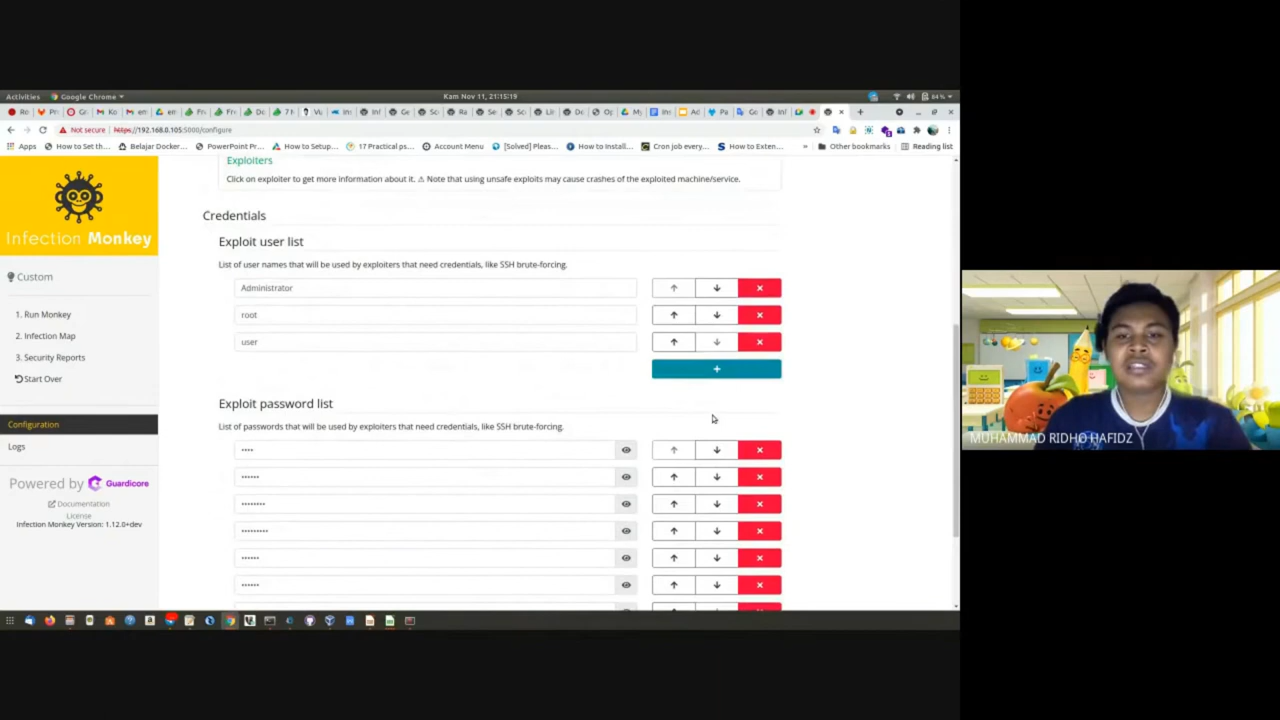 Activities Google Chrome Kam Nov 11, 21:15:19 84 %
Not secure https://192.168.0.105:5000/configure
Apps How to Set th... Belajar Docker... PowerPoint Pr... How to Setup... 17 Practical ps... Account Menu [Solved] Pleas... How to Install... Cron job every... How to Exten... » Other bookmarks Reading list
Infection Monkey
Custom
1. Run Monkey
2. Infection Map
3. Security Reports
Start Over
Configuration
Logs
Powered by Guardicore
Documentation
License
Infection Monkey Version: 1.12.0+dev
Exploiters
Click on exploiter to get more information about it. ⚠ Note that using unsafe exploits may cause crashes of the exploited machine/service.
Credentials
Exploit user list
List of user names that will be used by exploiters that need credentials, like SSH brute-forcing.
Administrator
root
user
+
Exploit password list
List of passwords that will be used by exploiters that need credentials, like SSH brute-forcing.
MUHAMMAD RIDHO HAFIDZ